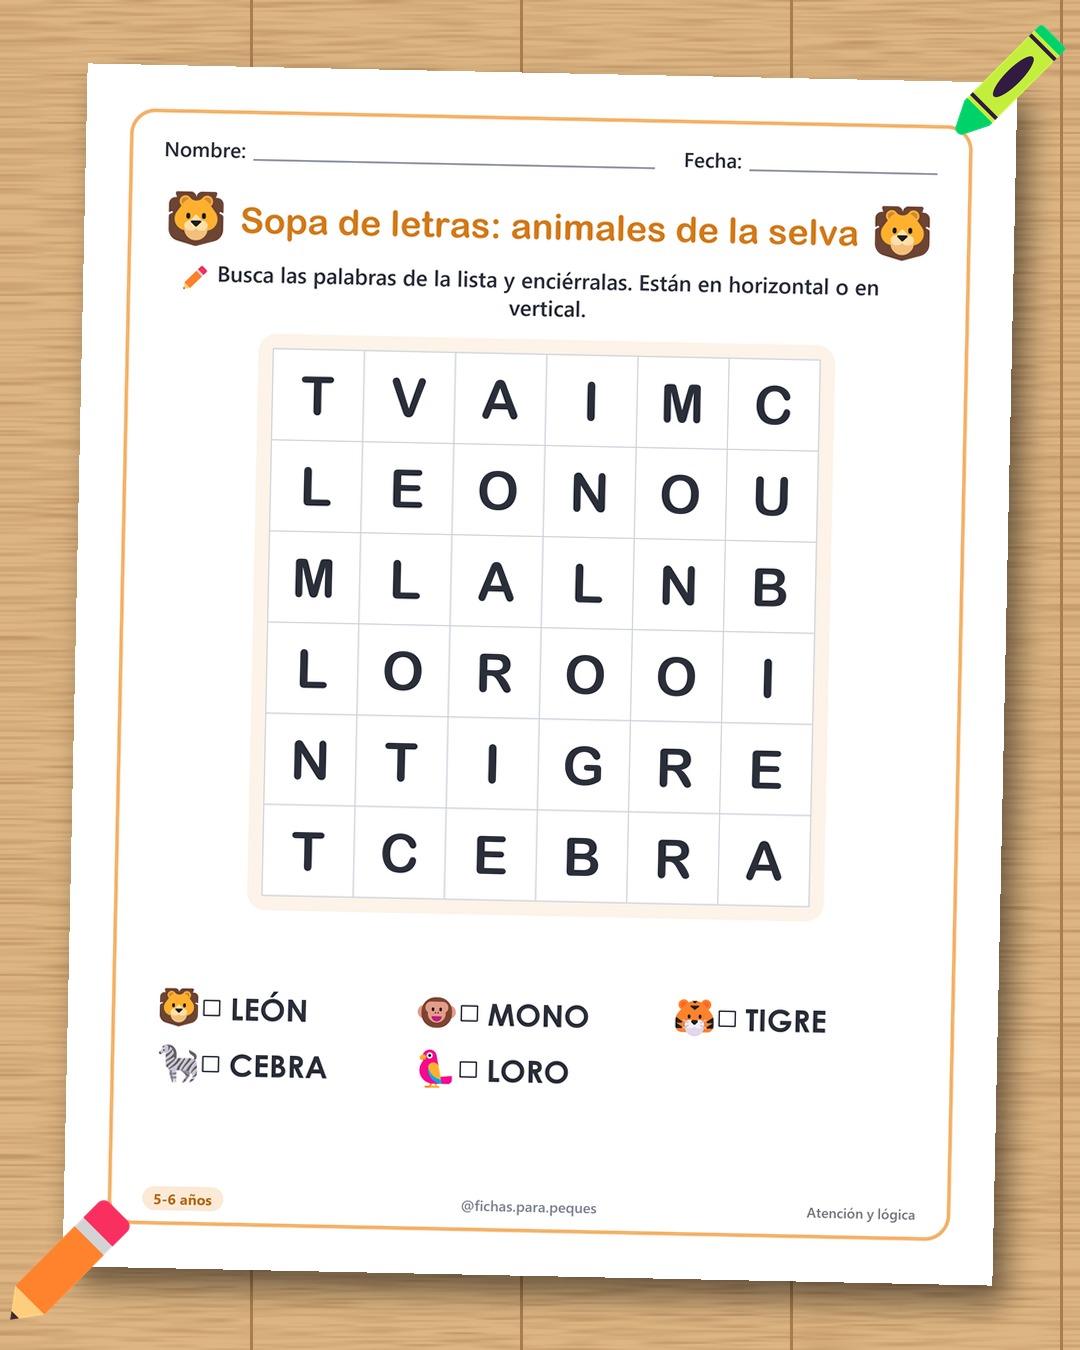 Nombre: Fecha:
Sopa de letras: animales de la selva
Busca las palabras de la lista y enciérralas. Están en horizontal o en
vertical.
T V A I M C
L E O N O U
M L A L N B
L O R O O I
N T I G R E
T C E B R A
LEÓN MONO TIGRE
CEBRA LORO
5-6 años @fichas.para.peques Atención y lógica